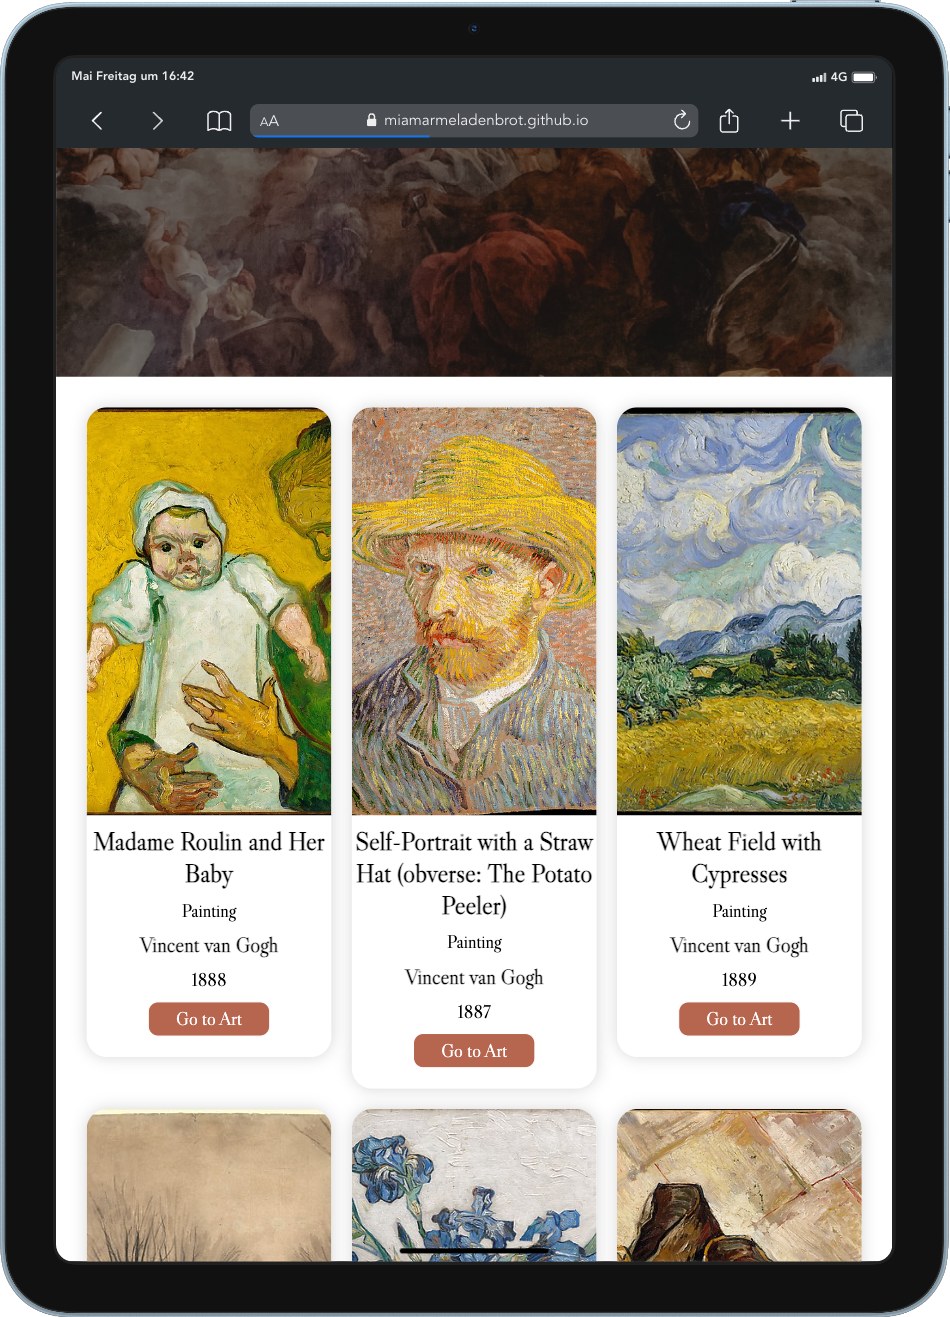 Mai Freitag um 16:42
4G
AA
miamarmeladenbrot.github.io
Madame Roulin and Her
Baby
Painting
Vincent van Gogh
1888
Go to Art
Self-Portrait with a Straw
Hat (obverse: The Potato
Peeler)
Painting
Vincent van Gogh
1887
Go to Art
Wheat Field with
Cypresses
Painting
Vincent van Gogh
1889
Go to Art